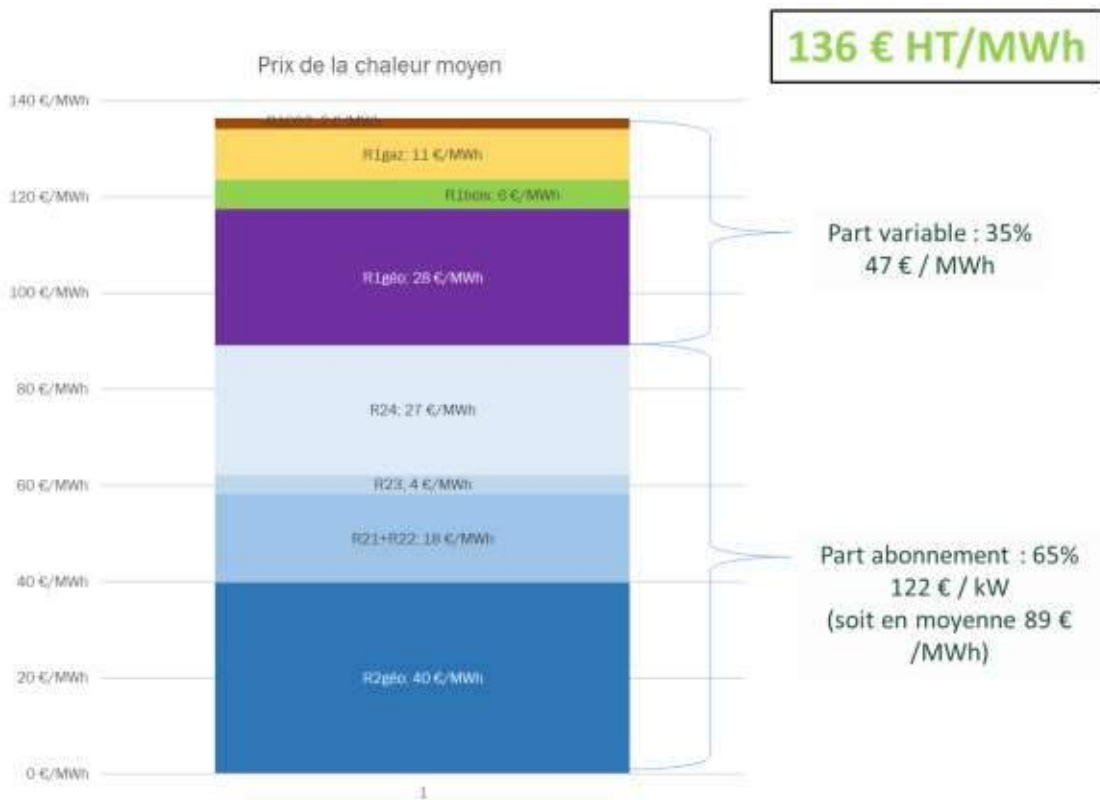 136 € HT/MWh
Prix de la chaleur moyen
140 €/MWh
R1gaz: 11 €/MWh
120 €/MWh
R1bois: 6 €/MWh
Part variable : 35%
47 € / MWh
R1géo: 28 €/MWh
100 €/MWh
80 €/MWh
R24: 27 €/MWh
60 €/MWh
R23: 4 €/MWh
R21+R22: 18 €/MWh
Part abonnement : 65%
122 € / kW
(soit en moyenne 89 €
/MWh)
40 €/MWh
R2géo: 40 €/MWh
20 €/MWh
0 €/MWh
1